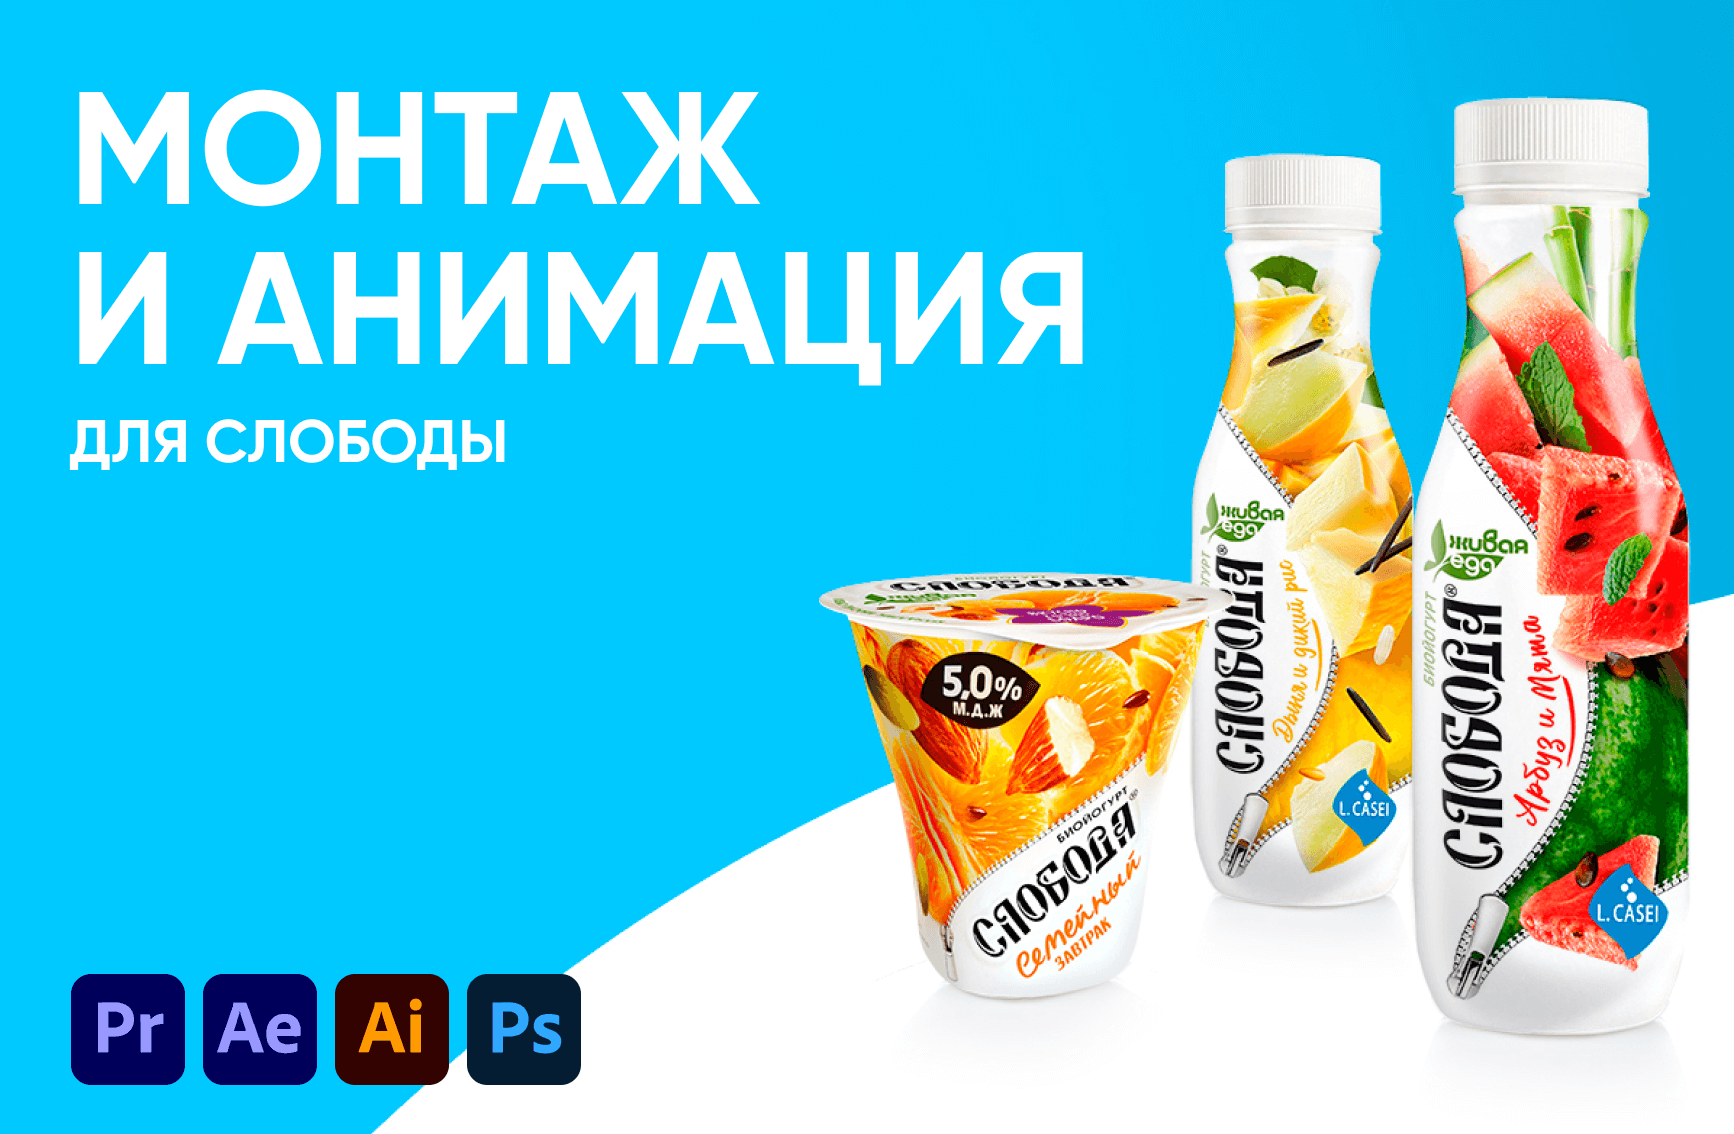 МОНТАЖ
И АНИМАЦИЯ
ДЛЯ СЛОБОДЫ
БИОЙОГУРТ
СЛОБОДА
5,0%
М.Д.Ж
БИОЙОГУРТ
СЛОБОДА®
Семейный
ЗАВТРАК
живая
еда
СЛОБОДА®
Дыня и дикий рис
L. CASEI
живая
еда
БИОЙОГУРТ
СЛОБОДА®
Арбуз и Мята
L. CASEI
Pr Ae Ai Ps